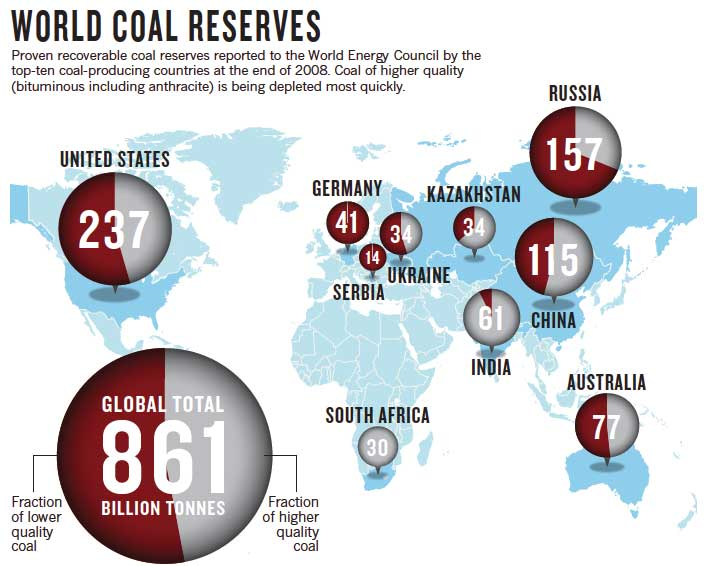 WORLD COAL RESERVES
Proven recoverable coal reserves reported to the World Energy Council by the
top-ten coal-producing countries at the end of 2008. Coal of higher quality
(bituminous including anthracite) is being depleted most quickly.
RUSSIA
157
UNITED STATES
237
GERMANY
41
KAZAKHSTAN
34
34
UKRAINE
14
SERBIA
115
CHINA
61
INDIA
AUSTRALIA
77
SOUTH AFRICA
30
GLOBAL TOTAL
861
BILLION TONNES
Fraction
of lower
quality
coal
Fraction
of higher
quality
coal